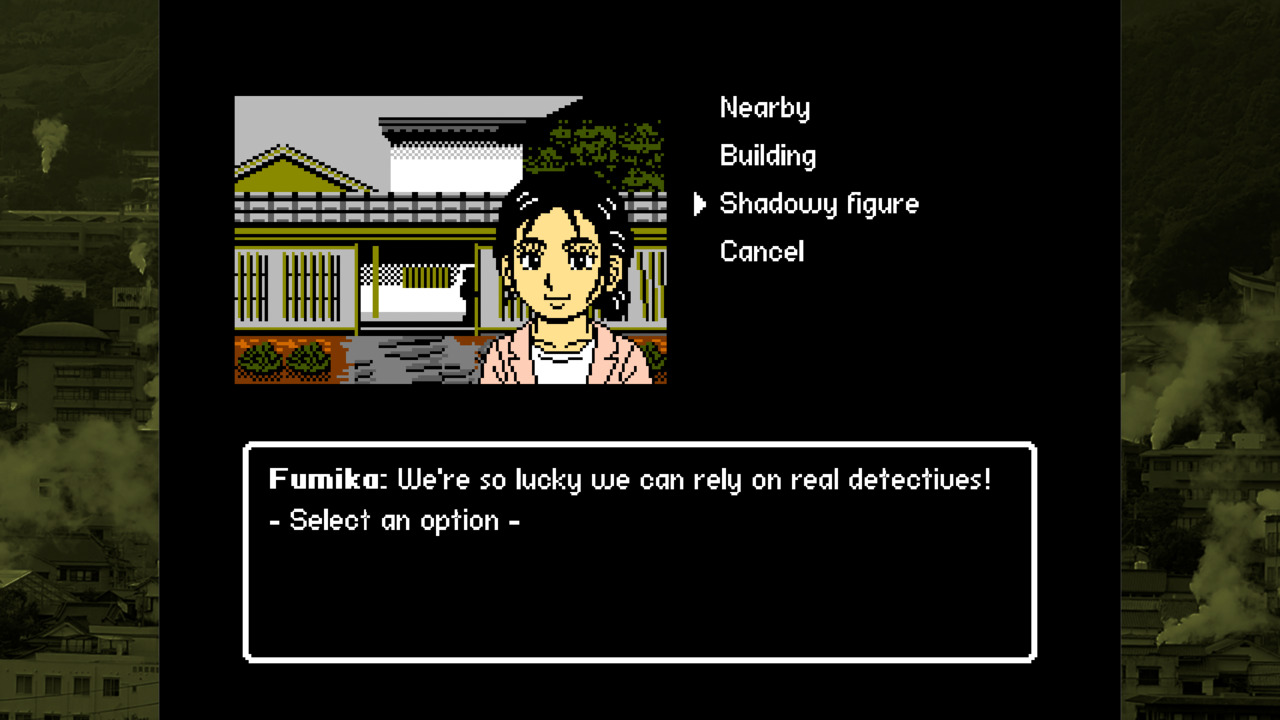 Nearby
Building
Shadowy figure
Cancel
Fumika: We're so lucky we can rely on real detectives!
- Select an option -